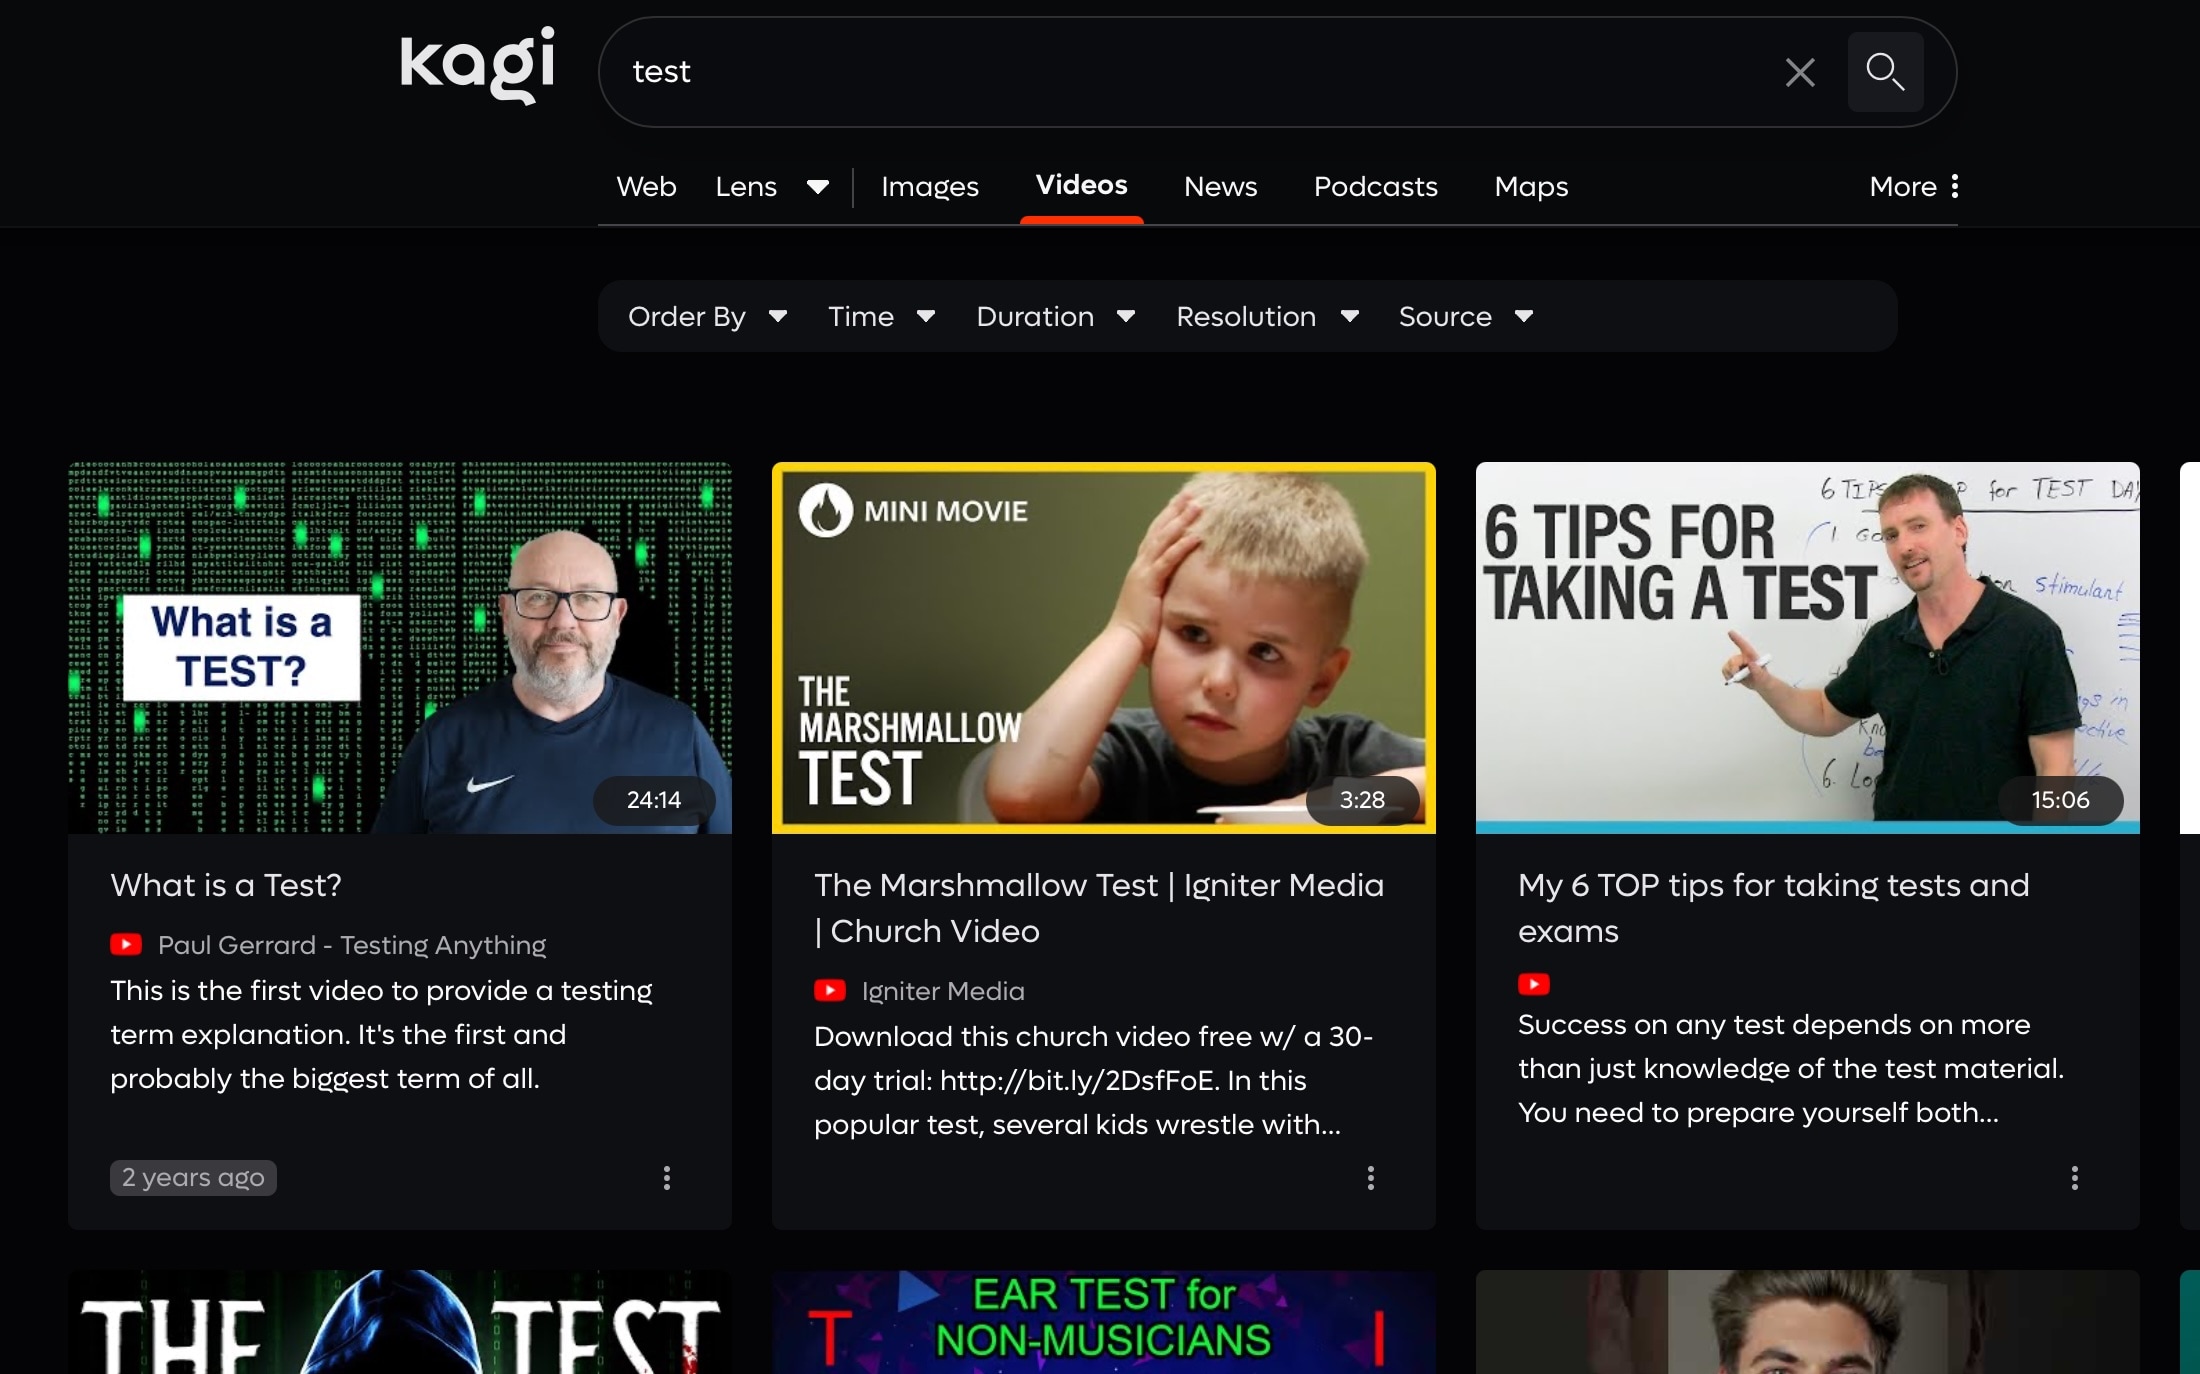 kagi
test
Web Lens Images Videos News Podcasts Maps More
Order By Time Duration Resolution Source
What is a
TEST?
24:14
MINI MOVIE
THE
MARSHMALLOW
TEST
3:28
6 TIPS FOR
TAKING A TEST
6 TIPS for TEST DAY
1. Go
stimulant
6. Lo
15:06
What is a Test?
Paul Gerrard - Testing Anything
This is the first video to provide a testing
term explanation. It's the first and
probably the biggest term of all.
2 years ago
The Marshmallow Test | Igniter Media
| Church Video
Igniter Media
Download this church video free w/ a 30-
day trial: http://bit.ly/2DsfFoE. In this
popular test, several kids wrestle with...
My 6 TOP tips for taking tests and
exams
Success on any test depends on more
than just knowledge of the test material.
You need to prepare yourself both...
THE TEST
EAR TEST for
NON-MUSICIANS